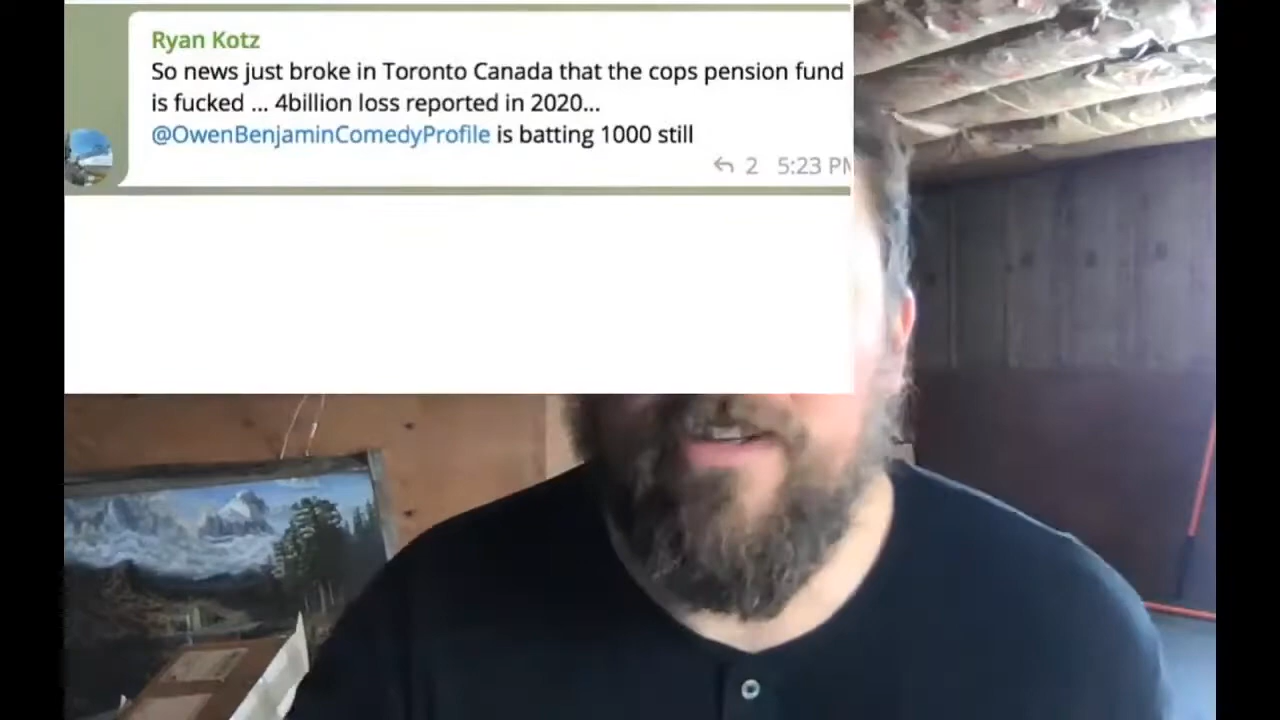 Ryan Kotz
So news just broke in Toronto Canada that the cops pension fund
is fucked ... 4billion loss reported in 2020...
@OwenBenjaminComedyProfile is batting 1000 still
2 5:23 PM